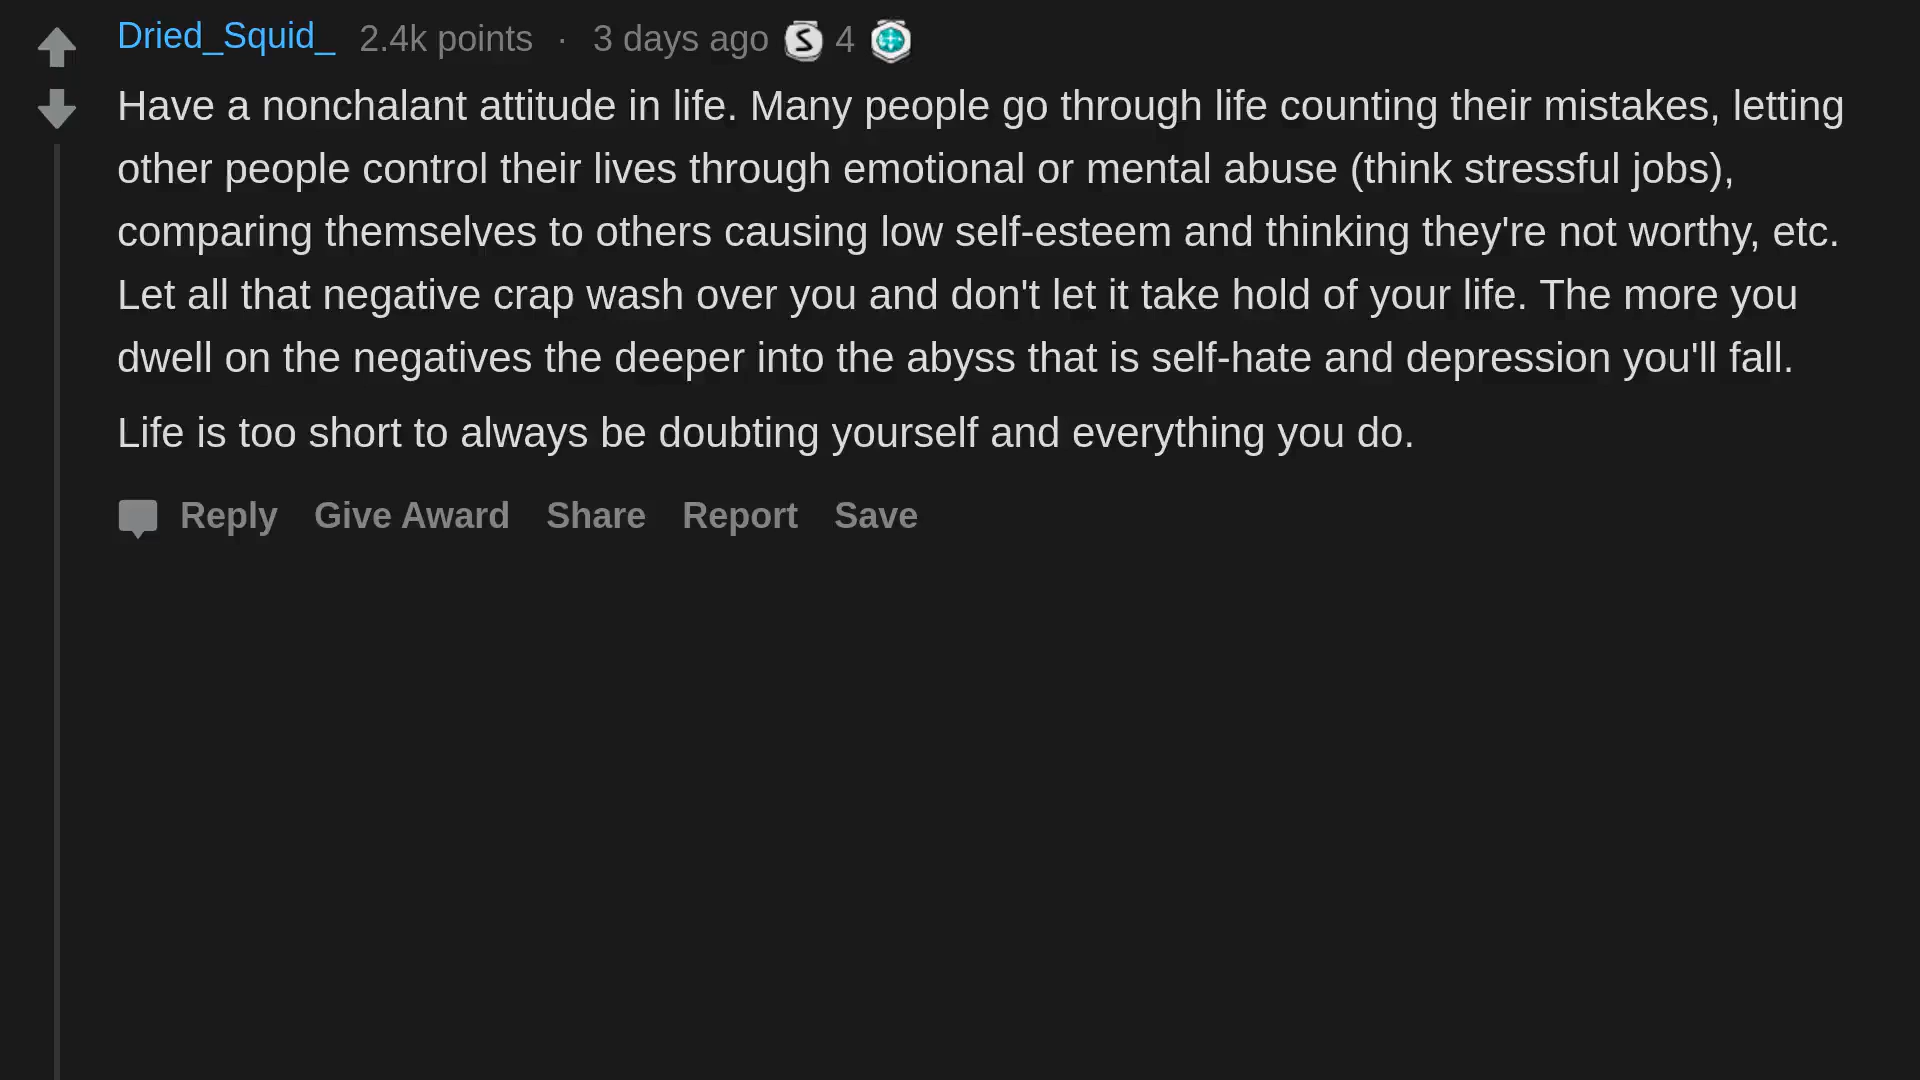 Dried_Squid_ 2.4k points · 3 days ago S 4
Have a nonchalant attitude in life. Many people go through life counting their mistakes, letting
other people control their lives through emotional or mental abuse (think stressful jobs),
comparing themselves to others causing low self-esteem and thinking they're not worthy, etc.
Let all that negative crap wash over you and don't let it take hold of your life. The more you
dwell on the negatives the deeper into the abyss that is self-hate and depression you'll fall.
Life is too short to always be doubting yourself and everything you do.
Reply Give Award Share Report Save